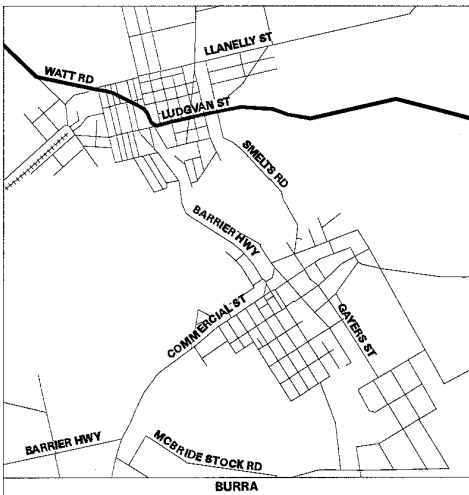 LLANELLY ST
WATT RD
LUDGVAN ST
SMELTS RD
BARRIER HWY
COMMERCIAL ST
GAYERS ST
BARRIER HWY
MCBRIDE STOCK RD
BURRA